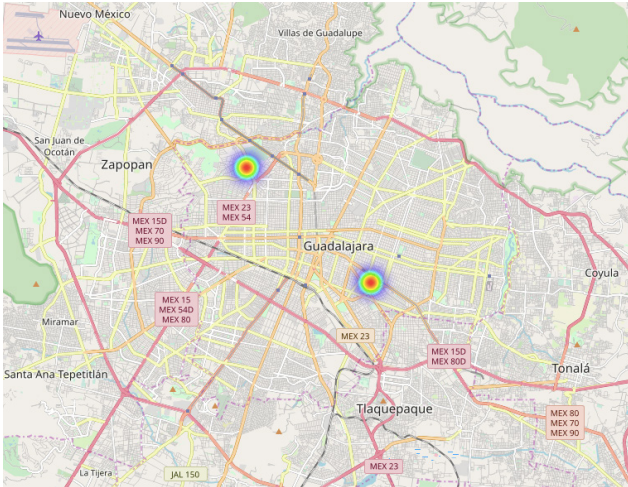 Nuevo México
Villas de Guadalupe
San Juan de
Ocotán
Zapopan
MEX 23
MEX 54
MEX 15D
MEX 70
MEX 90
Guadalajara
Coyula
MEX 15
MEX 54D
MEX 80
Miramar
MEX 23
MEX 15D
MEX 80D
Santa Ana Tepetitlán
Tonalá
Tlaquepaque
MEX 80
MEX 70
MEX 90
La Tijera
JAL 150
MEX 23